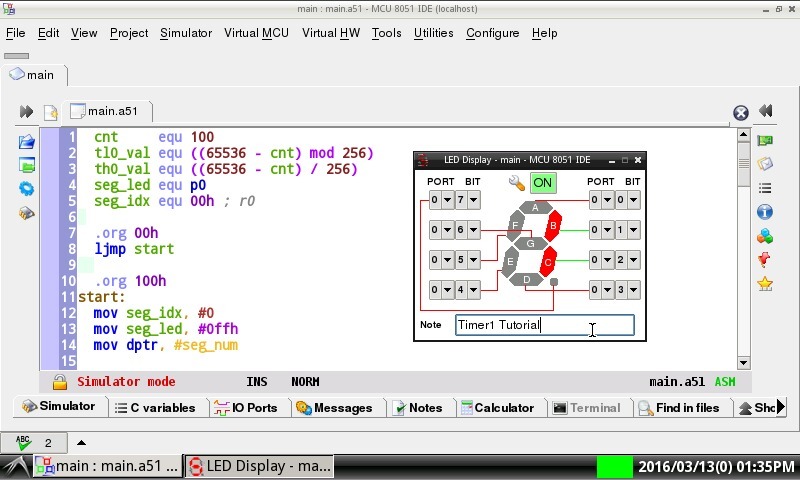 main : main.a51 - MCU 8051 IDE (localhost)
File Edit View Project Simulator Virtual MCU Virtual HW Tools Utilities Configure Help
main
main.a51
1 cnt equ 100
2 tl0_val equ ((65536 - cnt) mod 256)
3 th0_val equ ((65536 - cnt) / 256)
4 seg_led equ p0
5 seg_idx equ 00h ; r0
6
7 .org 00h
8 ljmp start
9
10 .org 100h
11 start:
12 mov seg_idx, #0
13 mov seg_led, #0ffh
14 mov dptr, #seg_num
15
LED Display - main - MCU 8051 IDE
PORT BIT ON PORT BIT
0 7 A 0 0
0 6 F B 0 1
G
0 5 E C 0 2
0 4 D 0 3
Note Timer1 Tutorial
Simulator mode INS NORM main.a51 ASM
Simulator C variables IO Ports Messages Notes Calculator Terminal Find in files Sho
ABC 2
main : main.a51 ... LED Display - ma... 2016/03/13(0) 01:35PM